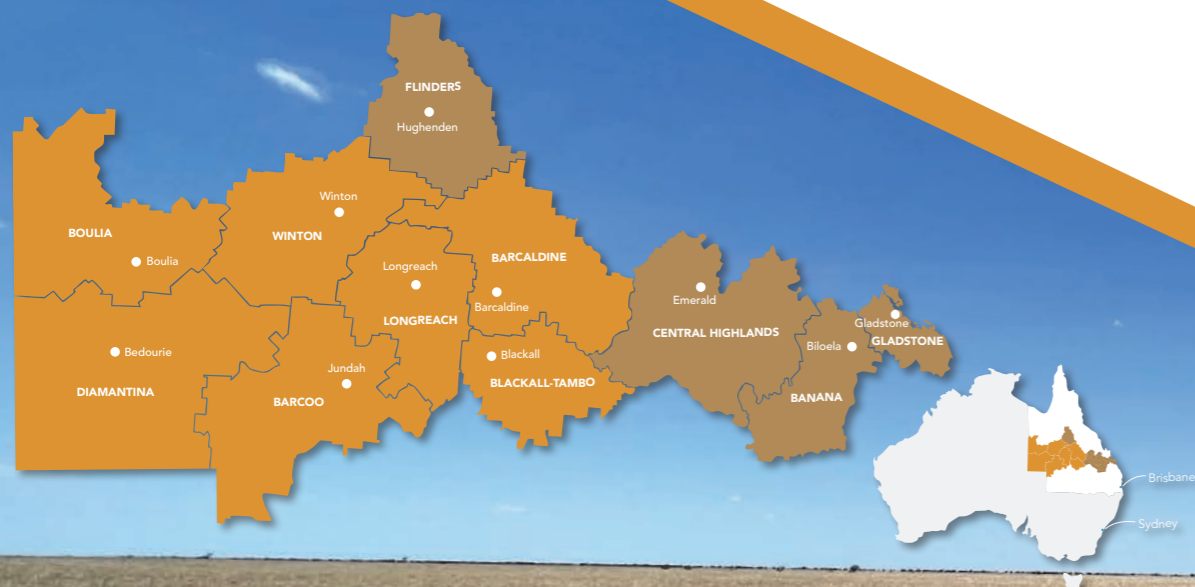 FLINDERS
Hughenden
Winton
WINTON
BOULIA
Boulia
BARCALDINE
Longreach
Barcaldine
LONGREACH
Emerald
CENTRAL HIGHLANDS
Gladstone
GLADSTONE
Biloela
Bedourie
DIAMANTINA
Jundah
BARCOO
Blackall
BLACKALL-TAMBO
BANANA
Brisbane
Sydney